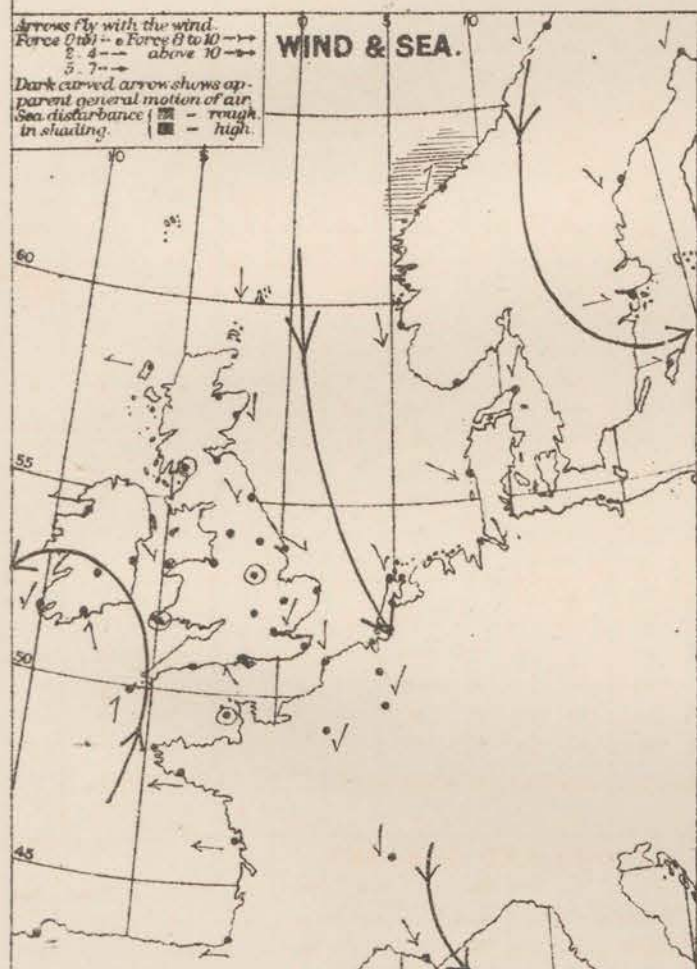 Arrows fly with the wind.
Force 0 to 1 -- • Force 8 to 10 --
2 - 4 -- above 10 --
5 - 7 --
Dark curved arrow shows ap-
parent general motion of air
Sea disturbance { - rough.
in shading. { - high.
WIND & SEA.
10 5 0 5 10
60
55
50
45